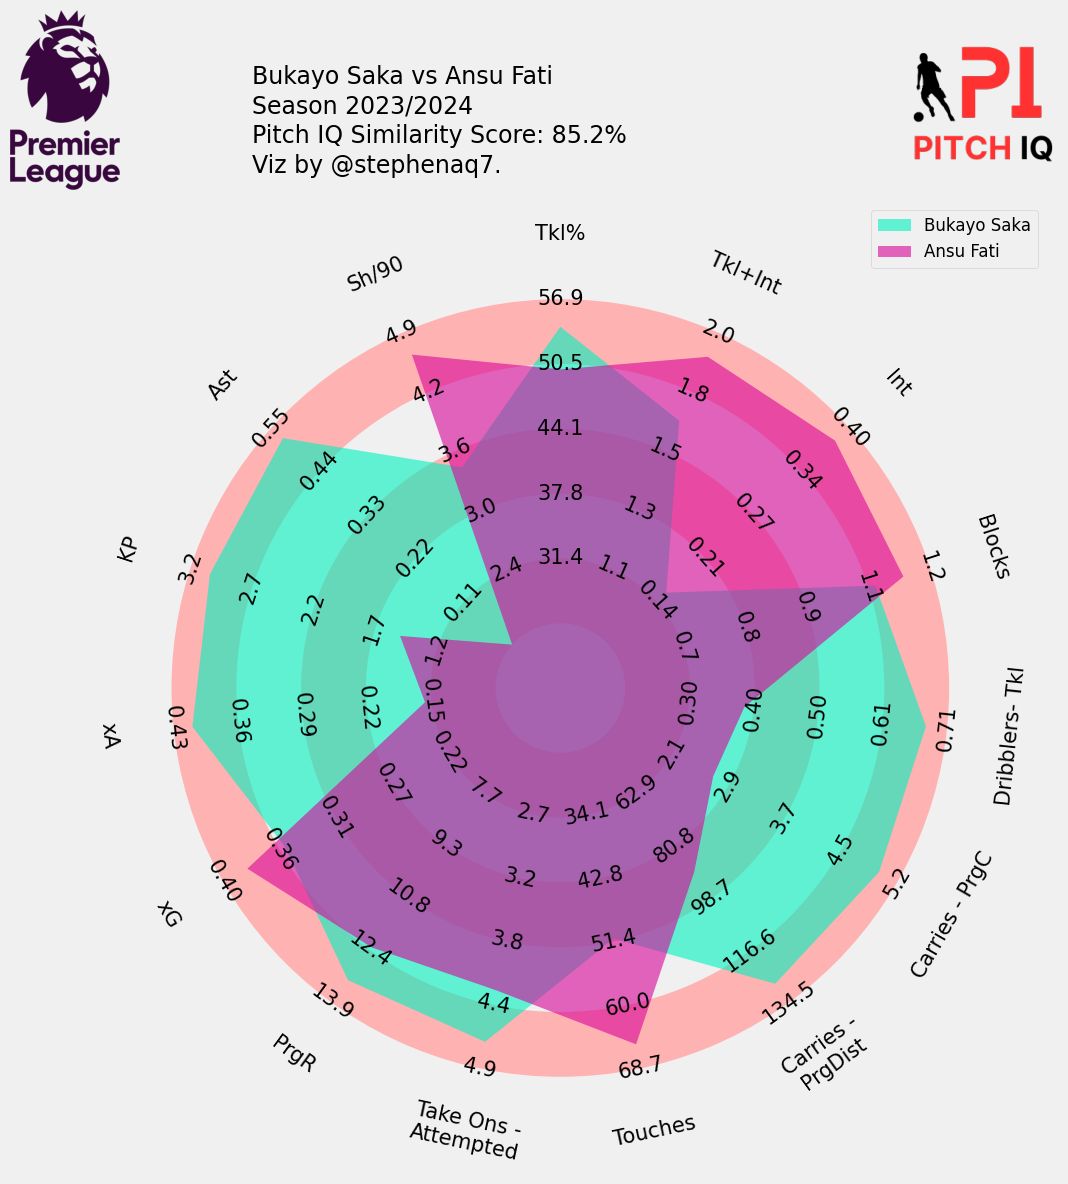 Premier
League
Bukayo Saka vs Ansu Fati
Season 2023/2024
Pitch IQ Similarity Score: 85.2%
Viz by @stephenaq7.
PI
PITCH IQ
Bukayo Saka
Ansu Fati
Tkl%
56.9
50.5
44.1
37.8
31.4
Tkl+Int
2.0
1.8
1.5
1.3
1.1
Int
0.40
0.34
0.27
0.21
0.14
Blocks
1.2
1.1
0.9
0.8
0.7
Dribblers- Tkl
0.71
0.61
0.50
0.40
0.30
Carries - PrgC
5.2
4.5
3.7
2.9
2.1
Carries -
PrgDist
134.5
116.6
98.7
80.8
62.9
Touches
68.7
60.0
51.4
42.8
34.1
Take Ons -
Attempted
4.9
4.4
3.8
3.2
2.7
PrgR
13.9
12.4
10.8
9.3
7.7
xG
0.40
0.36
0.31
0.27
0.22
xA
0.43
0.36
0.29
0.22
0.15
KP
3.2
2.7
2.2
1.7
1.2
Ast
0.55
0.44
0.33
0.22
0.11
Sh/90
4.9
4.2
3.6
3.0
2.4